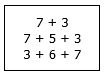 7 + 3
7 + 5 + 3
3 + 6 + 7